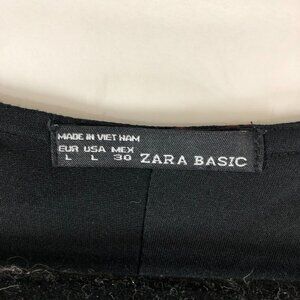 MADE IN VIET NAM
EUR USA MEX
L L 30 ZARA BASIC